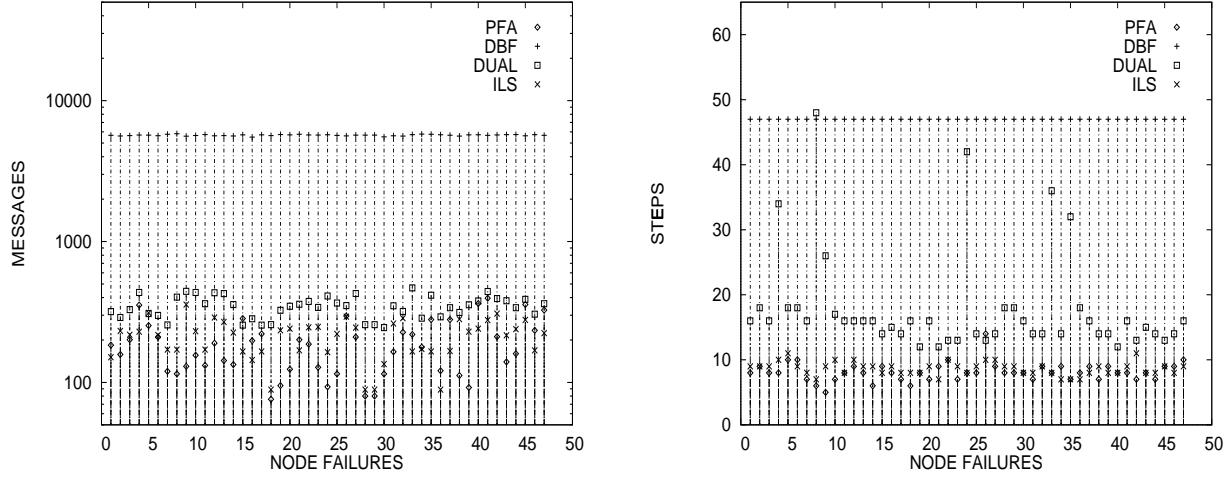 PFA
DBF
DUAL
ILS
10000
1000
100
MESSAGES
0 5 10 15 20 25 30 35 40 45 50
NODE FAILURES
PFA
DBF
DUAL
ILS
60
50
40
30
20
10
0
STEPS
0 5 10 15 20 25 30 35 40 45 50
NODE FAILURES